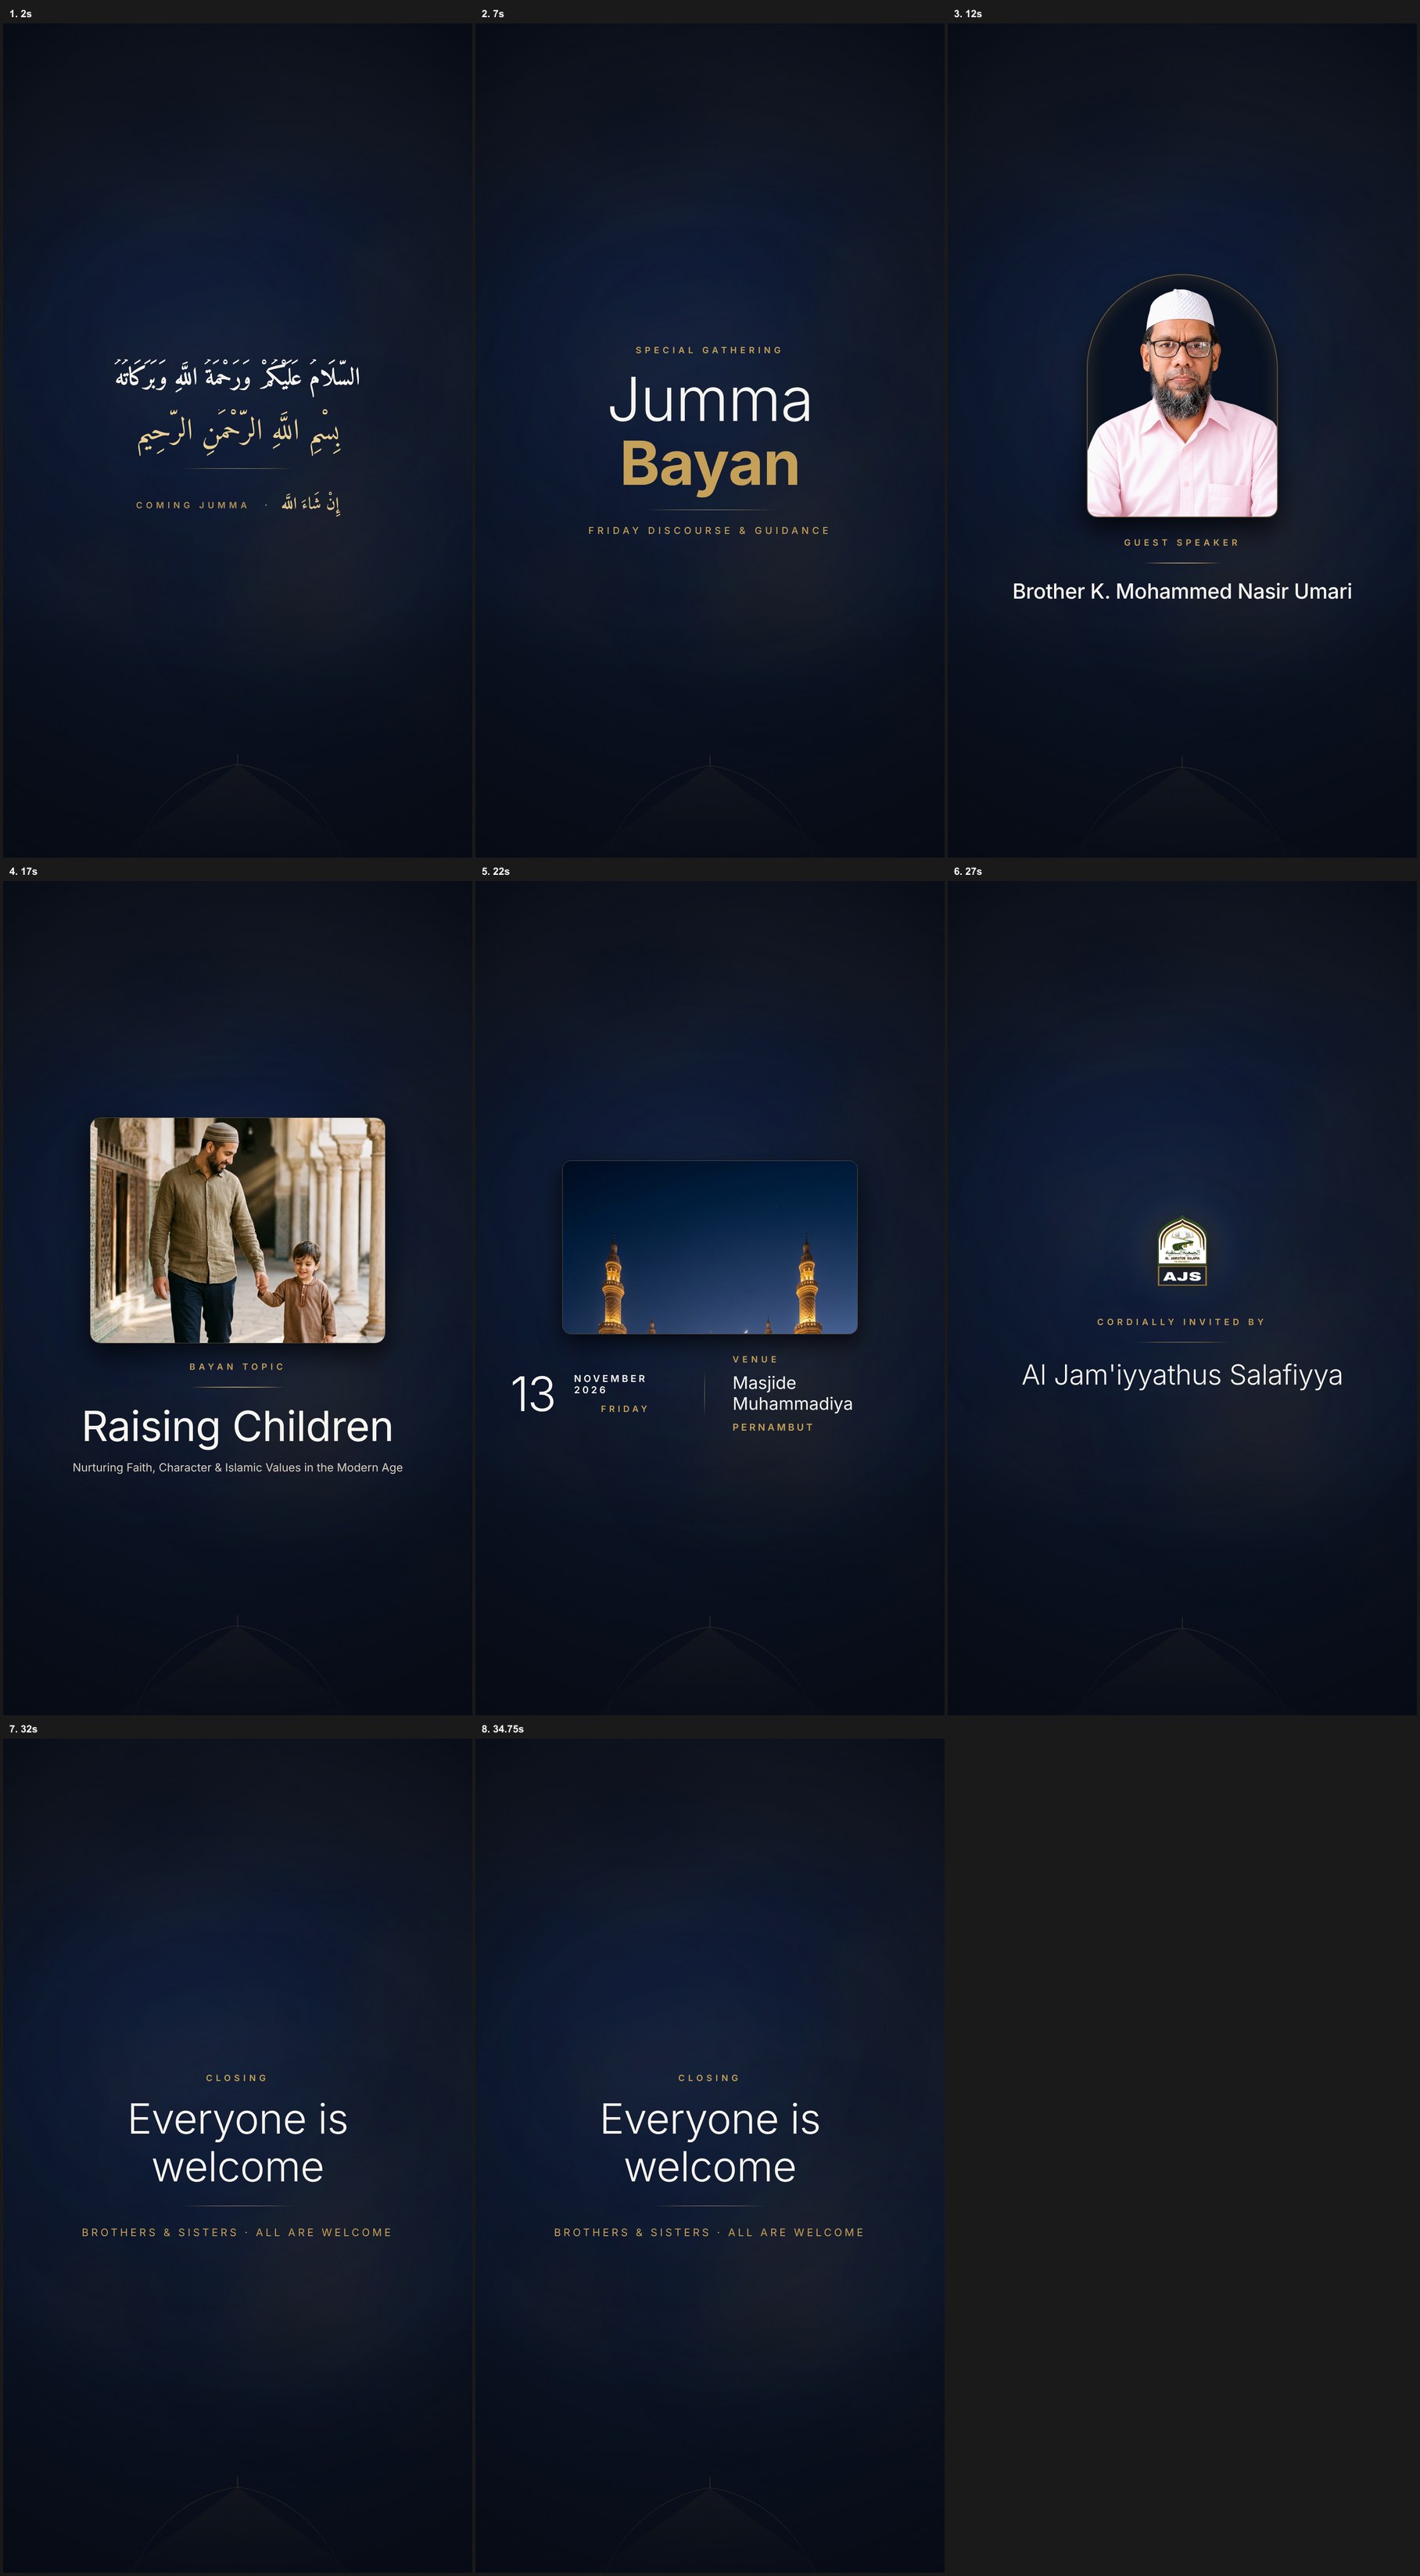 1. 2s
السَّلَامُ عَلَيْكُمْ وَرَحْمَةُ اللَّهِ وَبَرَكَاتُهُ
بِسْمِ اللَّهِ الرَّحْمَنِ الرَّحِيمِ
COMING JUMMA · إِنْ شَاءَ اللَّه
2. 7s
SPECIAL GATHERING
Jumma
Bayan
FRIDAY DISCOURSE & GUIDANCE
3. 12s
GUEST SPEAKER
Brother K. Mohammed Nasir Umari
4. 17s
BAYAN TOPIC
Raising Children
Nurturing Faith, Character & Islamic Values in the Modern Age
5. 22s
13
NOVEMBER
2026
FRIDAY
VENUE
Masjide
Muhammadiya
PERNAMBUT
6. 27s
AJS
CORDIALLY INVITED BY
Al Jam'iyyathus Salafiyya
7. 32s
CLOSING
Everyone is
welcome
BROTHERS & SISTERS · ALL ARE WELCOME
8. 34.75s
CLOSING
Everyone is
welcome
BROTHERS & SISTERS · ALL ARE WELCOME